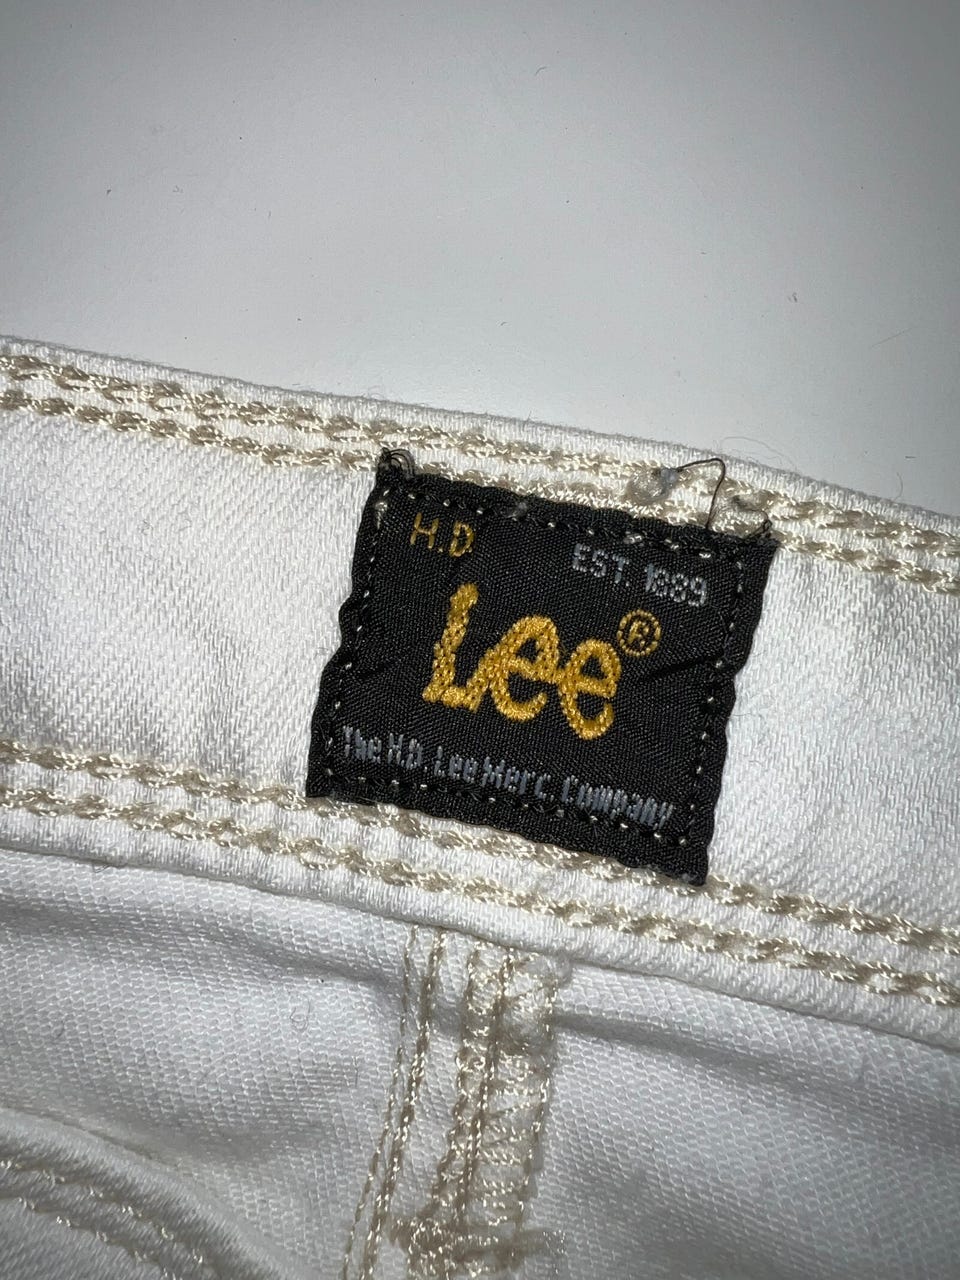 H.D
EST. 1889
Lee®
The H.D. Lee Merc. Company